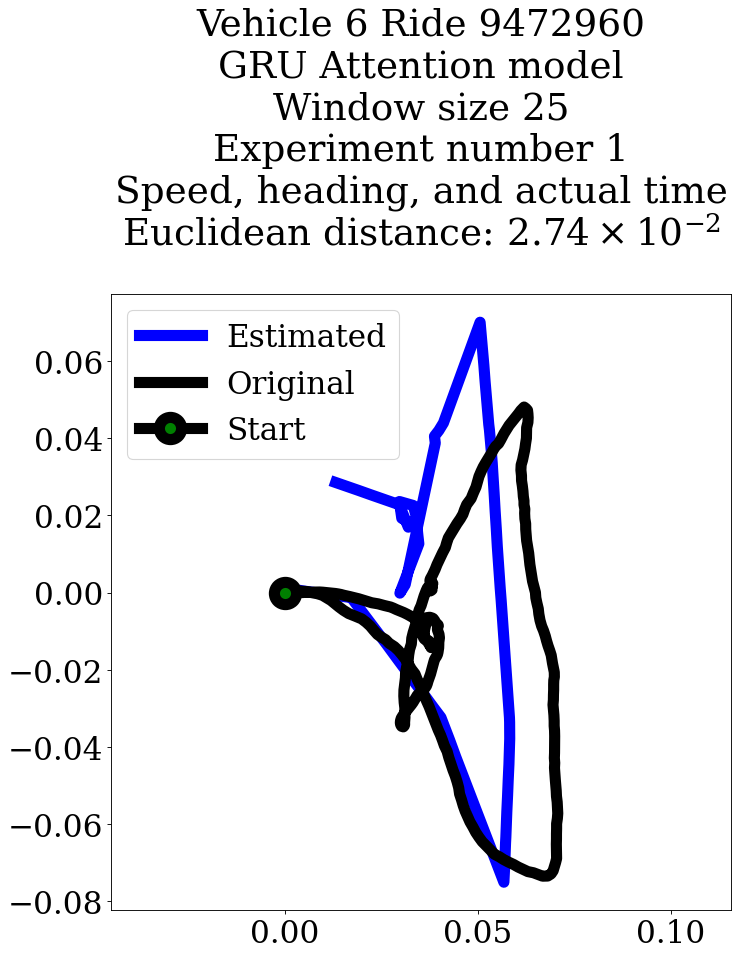 Vehicle 6 Ride 9472960
GRU Attention model
Window size 25
Experiment number 1
Speed, heading, and actual time
Euclidean distance: 2.74 × 10⁻²
Estimated
Original
Start
0.06
0.04
0.02
0.00
−0.02
−0.04
−0.06
−0.08
0.00 0.05 0.10